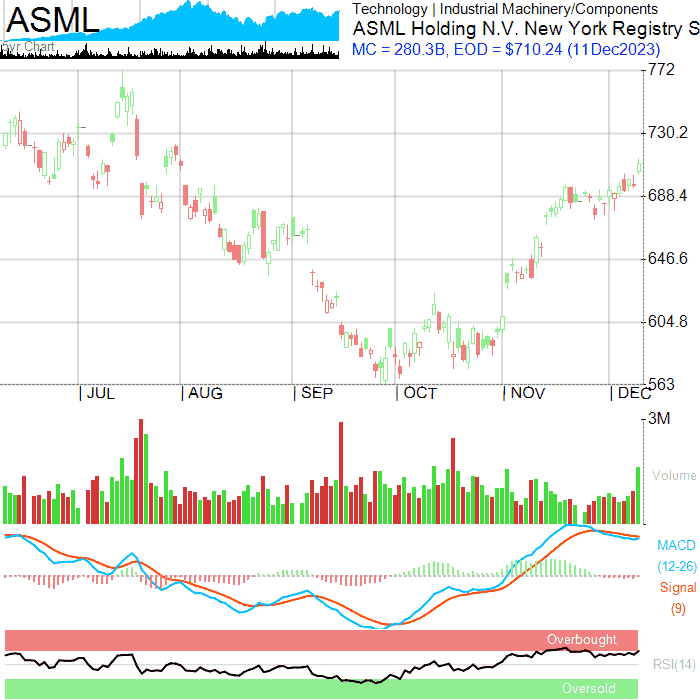 ASML
5yr Chart
Technology | Industrial Machinery/Components
ASML Holding N.V. New York Registry S
MC = 280.3B, EOD = $710.24 (11Dec2023)
772
730.2
688.4
646.6
604.8
563
| JUL | AUG | SEP | OCT | NOV | DEC
3M
Volume
MACD
(12-26)
Signal
(9)
Overbought
RSI(14)
Oversold